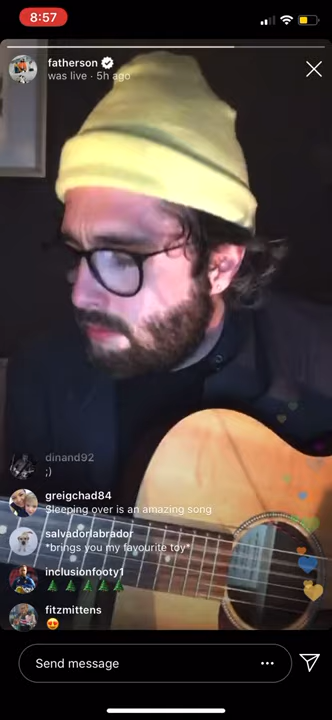 8:57
fatherson
was live · 5h ago
dinand92
;)
greigchad84
Sleeping over is an amazing song
salvadorlabrador
*brings you my favourite toy*
inclusionfooty1
🌲🌲🌲🌲🌲
fitzmittens
😍
Send message